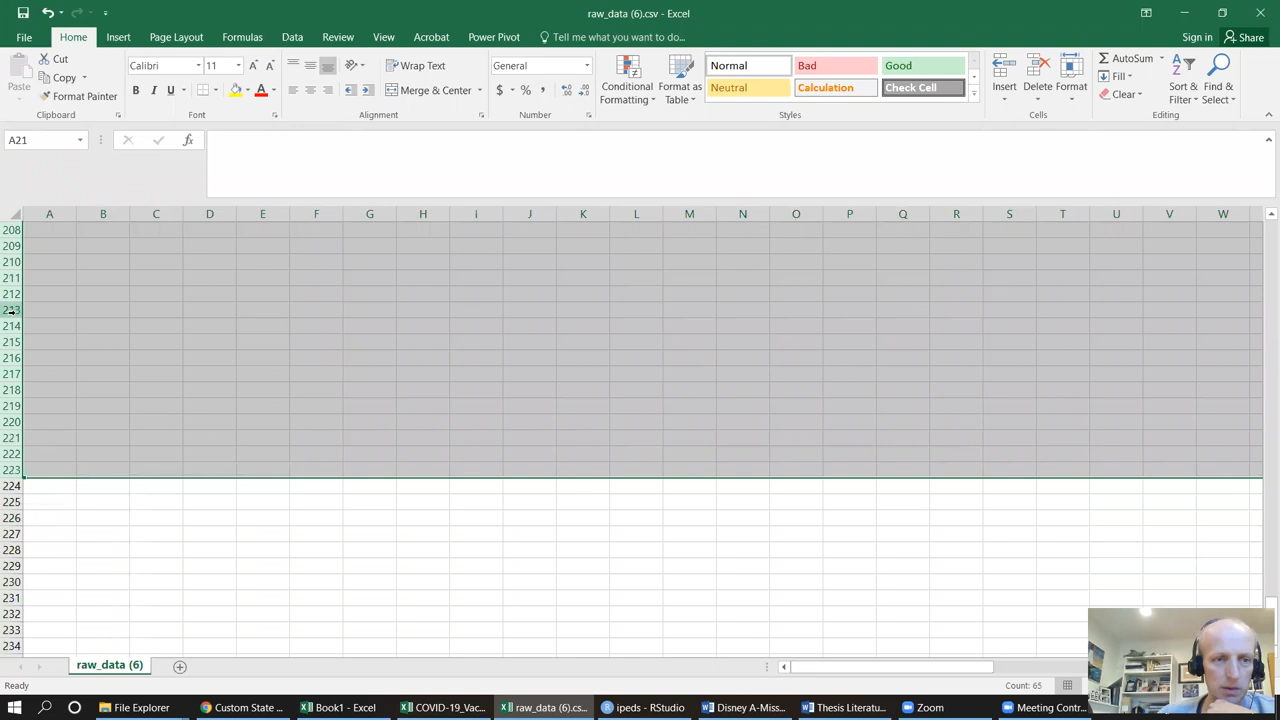 raw_data (6).csv - Excel
File Home Insert Page Layout Formulas Data Review View Acrobat Power Pivot Tell me what you want to do... Sign in Share
Paste Cut Calibri 11 Wrap Text General Conditional Formatting Format as Table Normal Bad Good Insert Delete Format AutoSum Sort & Filter Find & Select
Copy Fill
Format Painter B I U A Merge & Center $ % , Neutral Calculation Check Cell Clear
Clipboard Font Alignment Number Styles Cells Editing
A21 fx
A B C D E F G H I J K L M N O P Q R S T U V W
208
209
210
211
212
213
214
215
216
217
218
219
220
221
222
223
224
225
226
227
228
229
230
231
232
233
234
raw_data (6)
Ready Count: 65
File Explorer Custom State ... Book1 - Excel COVID-19_Vac... raw_data (6).cs... ipeds - RStudio Disney A-Miss... Thesis Literatu... Zoom Meeting Contr...